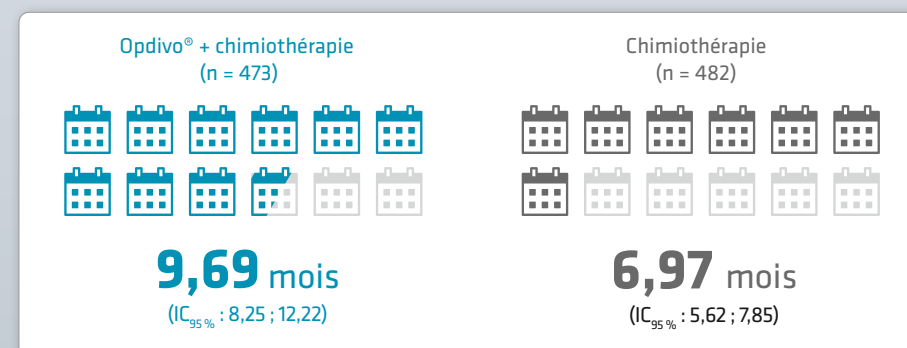 Opdivo® + chimiothérapie
(n = 473)
9,69 mois
(IC95 % : 8,25 ; 12,22)
Chimiothérapie
(n = 482)
6,97 mois
(IC95 % : 5,62 ; 7,85)